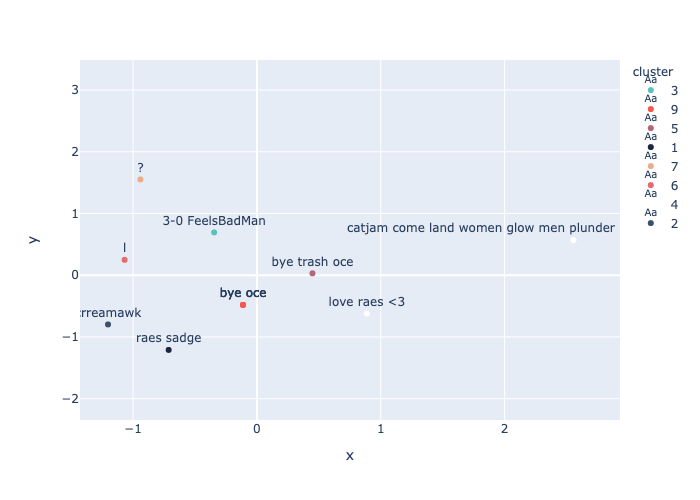 cluster
Aa 3
Aa 9
Aa 5
Aa 1
Aa 7
Aa 6
Aa 4
Aa 2
3
2
1
0
−1
−2
y
?
3-0 FeelsBadMan
catjam come land women glow men plunder
l
bye trash oce
bye oce
love raes <3
:rreamawk
raes sadge
−1
0
1
2
x